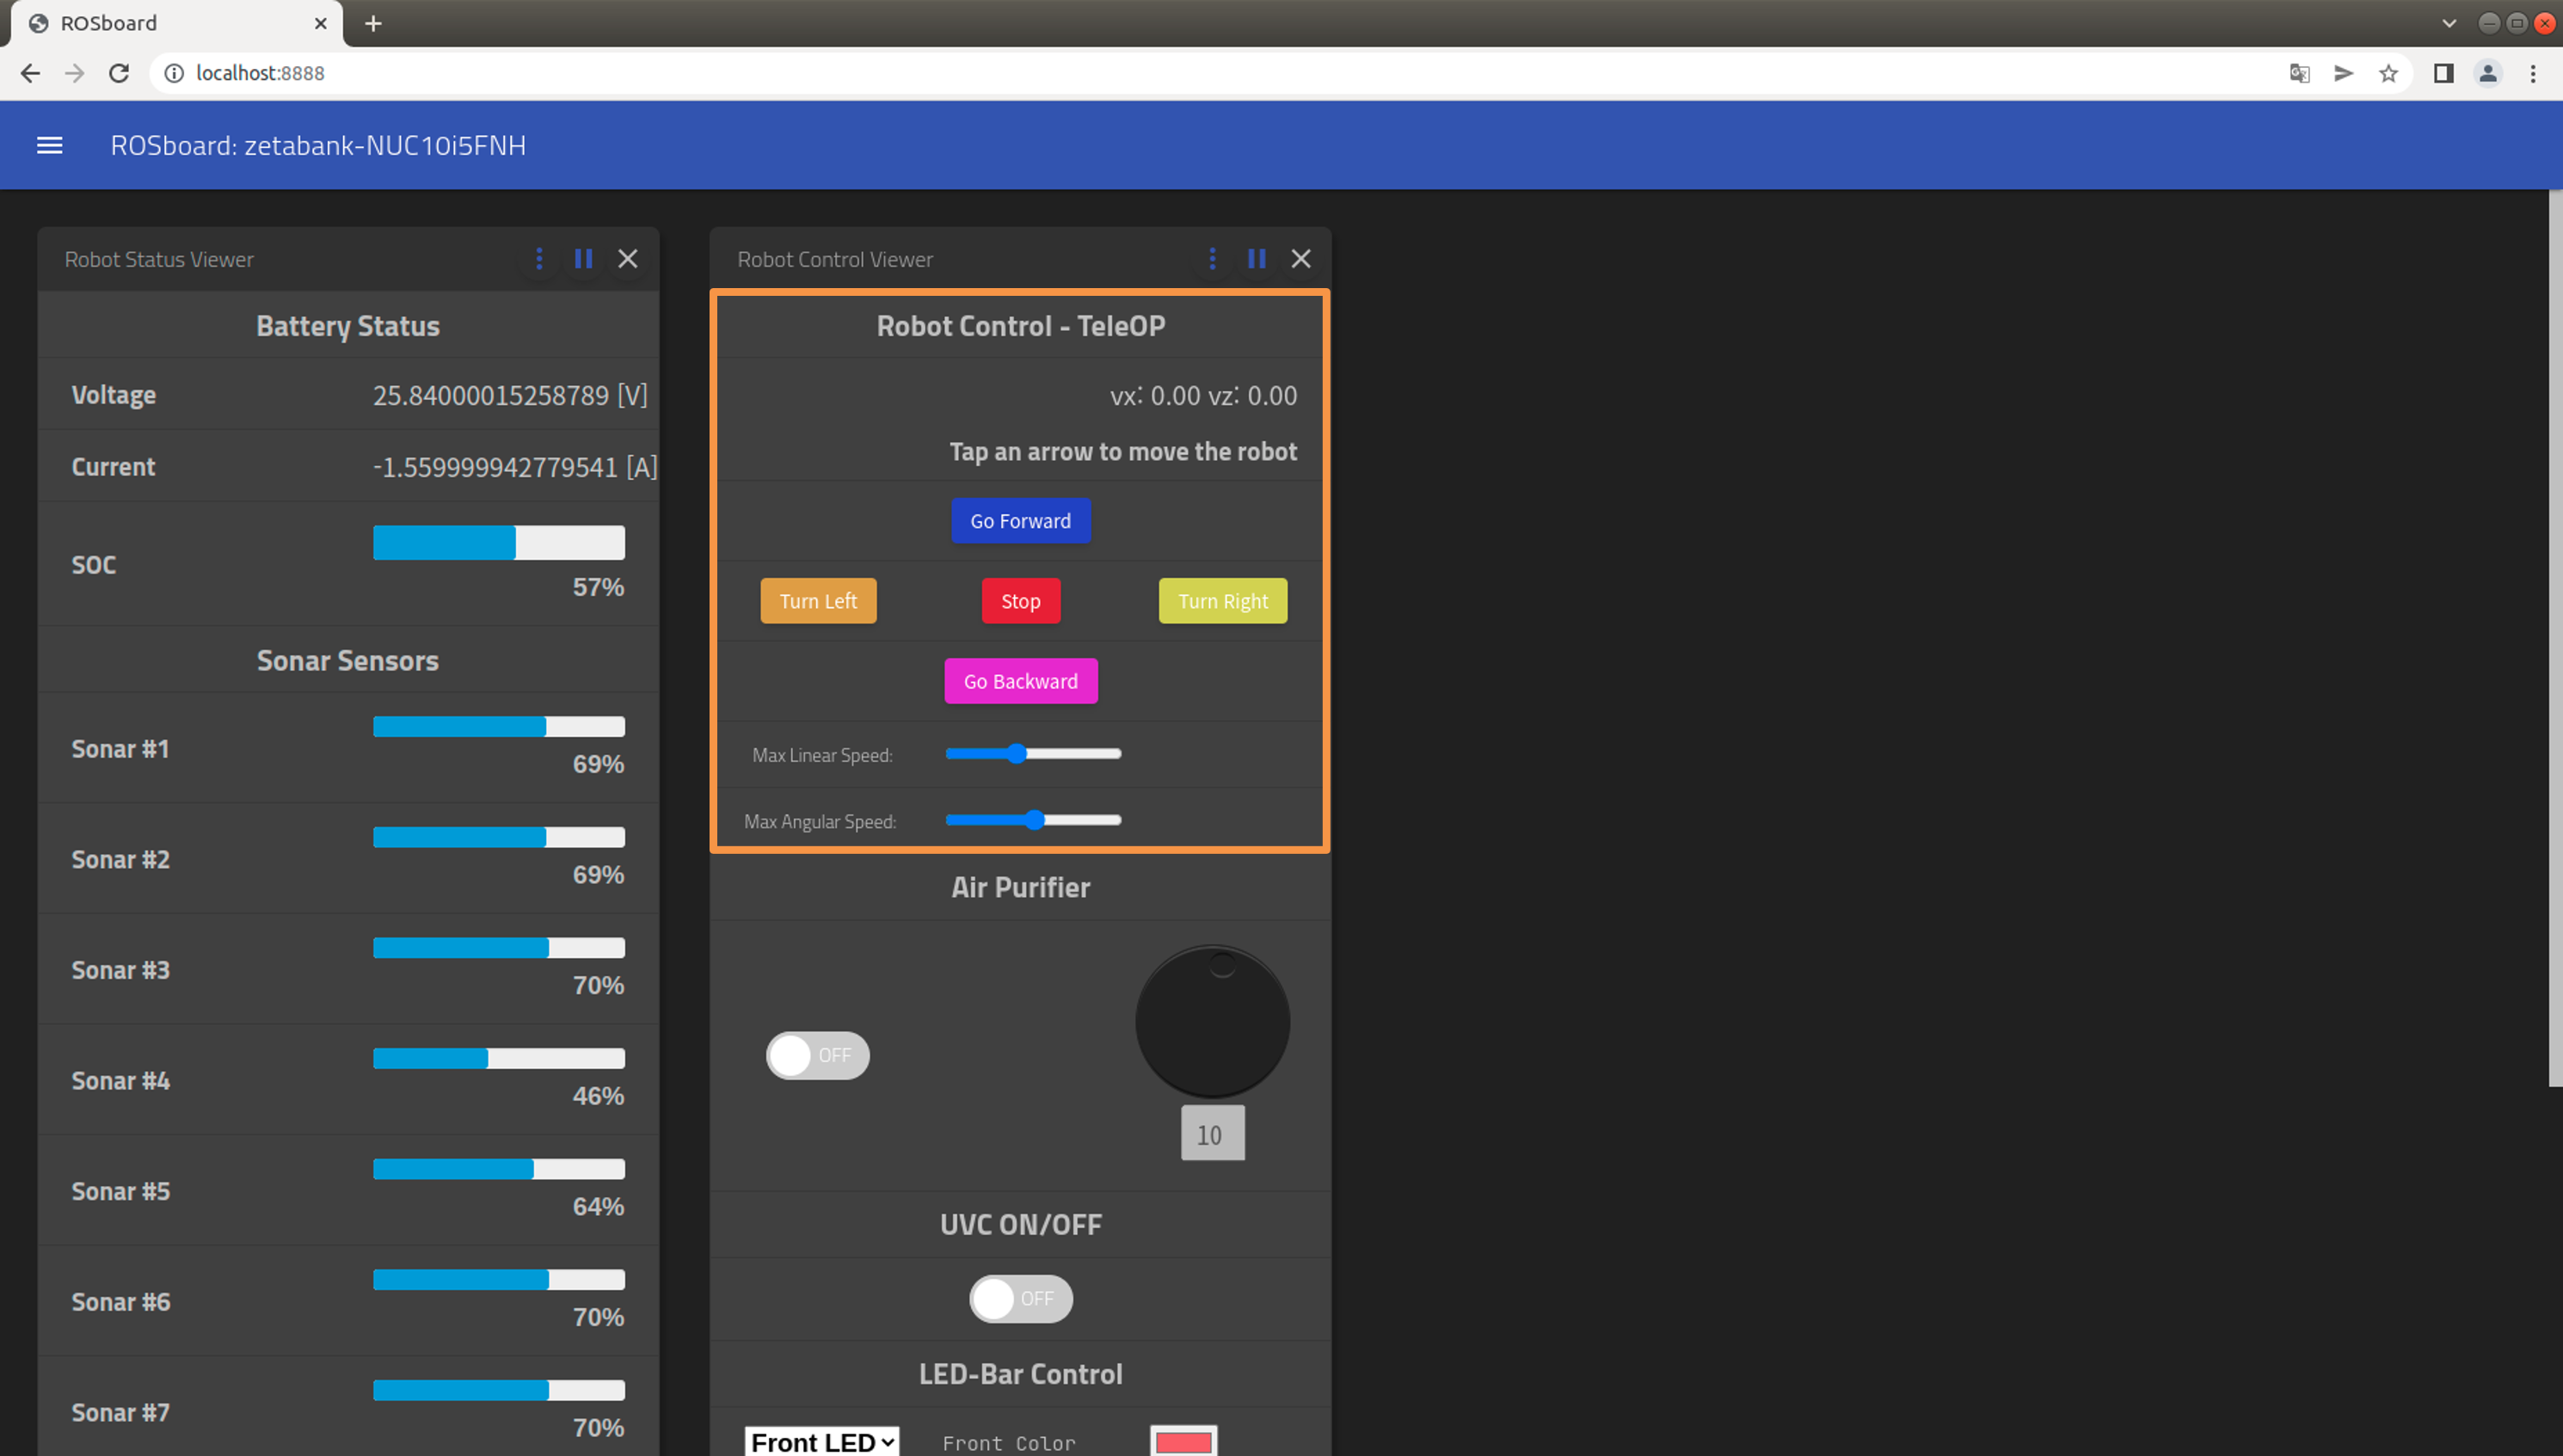 ROSboard
localhost:8888
ROSboard: zetabank-NUC10i5FNH
Robot Status Viewer
Battery Status
Voltage 25.84000015258789 [V]
Current -1.559999942779541 [A]
SOC
57%
Sonar Sensors
Sonar #1
69%
Sonar #2
69%
Sonar #3
70%
Sonar #4
46%
Sonar #5
64%
Sonar #6
70%
Sonar #7
70%
Robot Control Viewer
Robot Control - TeleOP
vx: 0.00 vz: 0.00
Tap an arrow to move the robot
Go Forward
Turn Left Stop Turn Right
Go Backward
Max Linear Speed:
Max Angular Speed:
Air Purifier
OFF
10
UVC ON/OFF
OFF
LED-Bar Control
Front LED Front Color